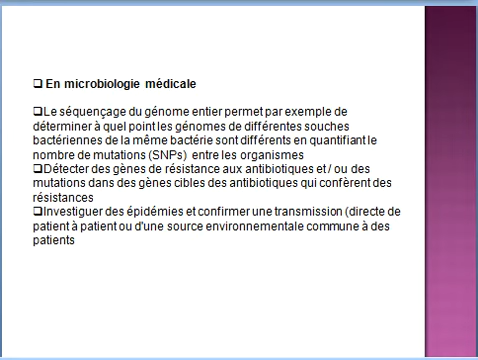 ❑ En microbiologie médicale
❑Le séquençage du génome entier permet par exemple de
déterminer à quel point les génomes de différentes souches
bactériennes de la même bactérie sont différents en quantifiant le
nombre de mutations (SNPs) entre les organismes
❑Détecter des gènes de résistance aux antibiotiques et / ou des
mutations dans des gènes cibles des antibiotiques qui confèrent des
résistances
❑Investiguer des épidémies et confirmer une transmission (directe de
patient à patient ou d'une source environnementale commune à des
patients